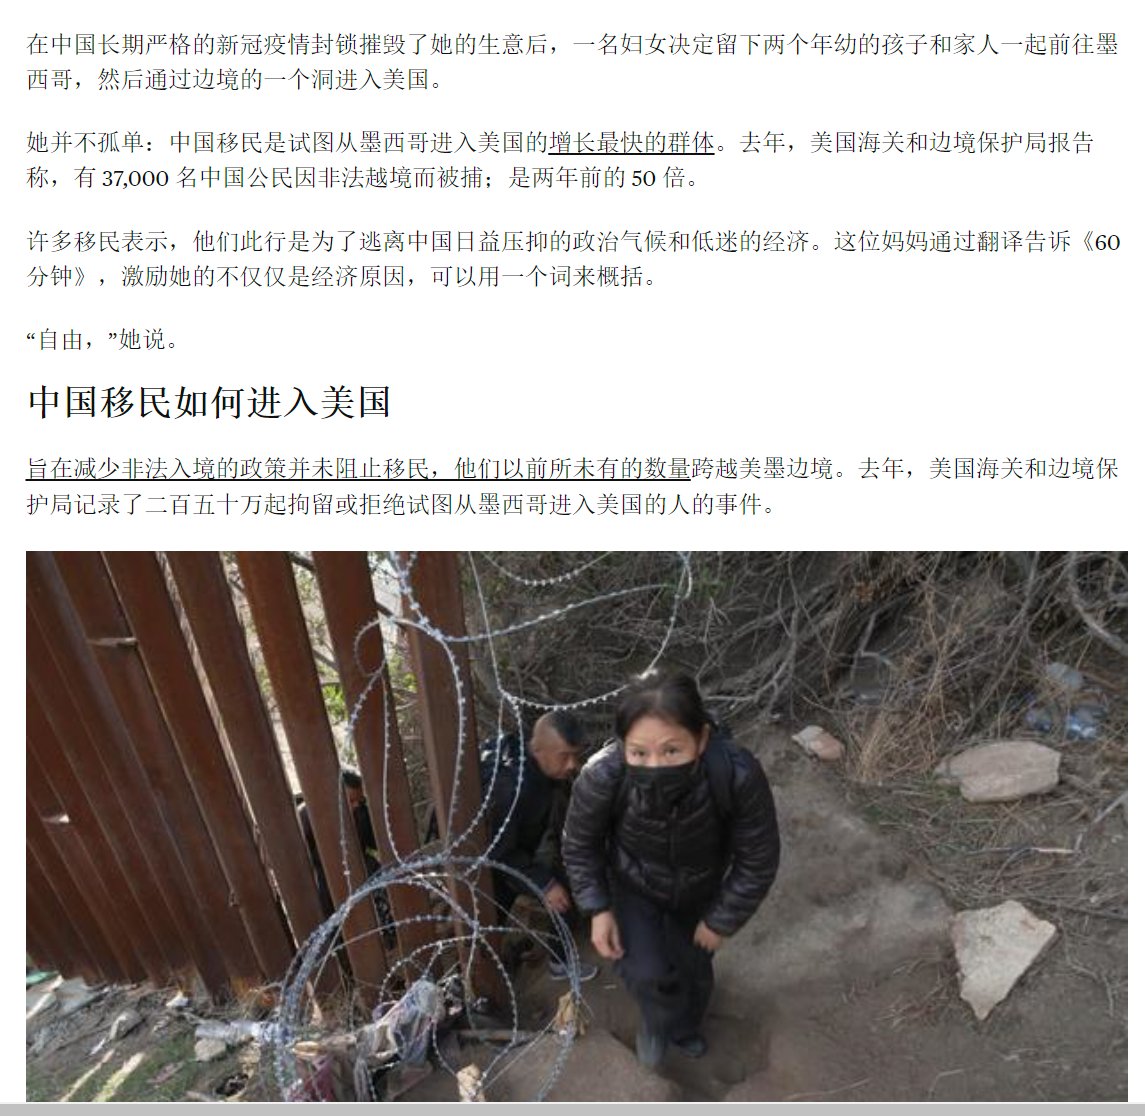 在中国长期严格的新冠疫情封锁摧毁了她的生意后，一名妇女决定留下两个年幼的孩子和家人一起前往墨
西哥，然后通过边境的一个洞进入美国。
她并不孤单：中国移民是试图从墨西哥进入美国的增长最快的群体。去年，美国海关和边境保护局报告
称，有 37,000 名中国公民因非法越境而被捕；是两年前的 50 倍。
许多移民表示，他们此行是为了逃离中国日益压抑的政治气候和低迷的经济。这位妈妈通过翻译告诉《60
分钟》，激励她的不仅仅是经济原因，可以用一个词来概括。
“自由，”她说。
中国移民如何进入美国
旨在减少非法入境的政策并未阻止移民，他们以前所未有的数量跨越美墨边境。去年，美国海关和边境保
护局记录了二百五十万起拘留或拒绝试图从墨西哥进入美国的人的事件。